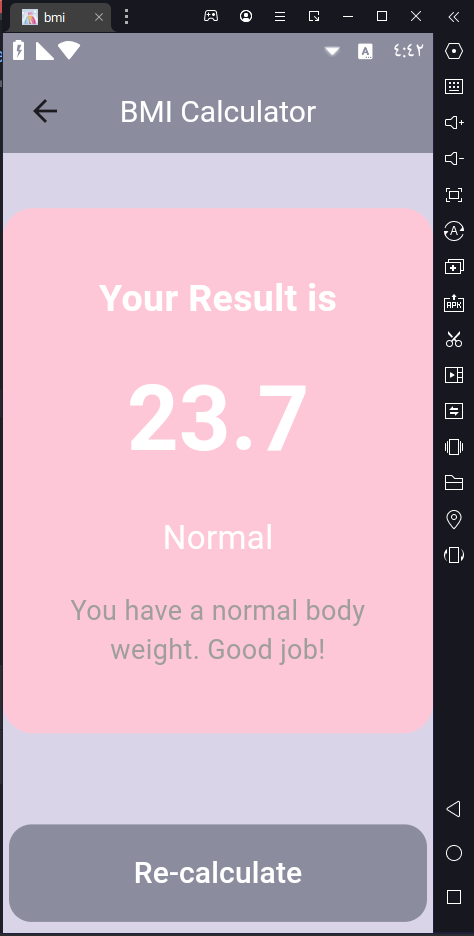 bmi
A
٤:٤٢
BMI Calculator
A
APK
Your Result is
23.7
Normal
You have a normal body
weight. Good job!
Re-calculate